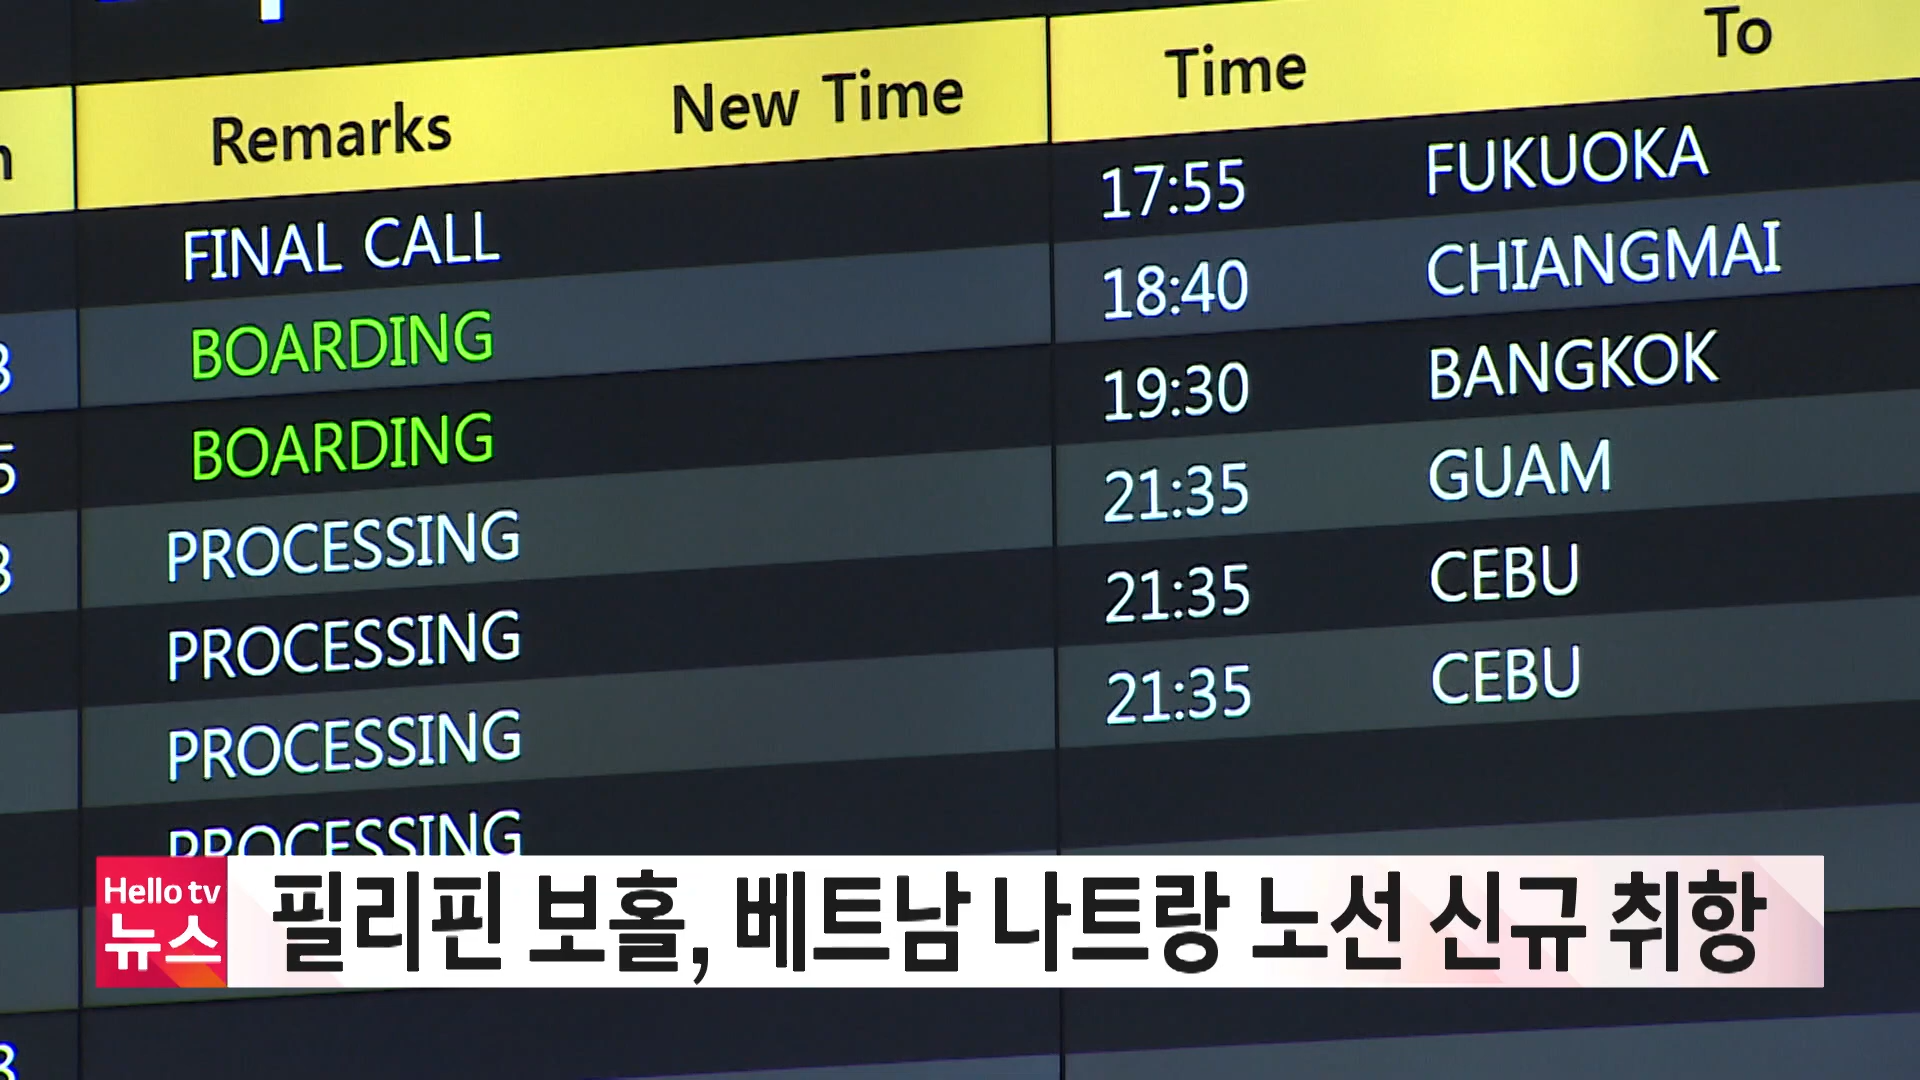 Remarks New Time Time To
FINAL CALL 17:55 FUKUOKA
BOARDING 18:40 CHIANGMAI
BOARDING 19:30 BANGKOK
PROCESSING 21:35 GUAM
PROCESSING 21:35 CEBU
PROCESSING 21:35 CEBU
PROCESSING
Hello tv
뉴스
필리핀 보홀, 베트남 나트랑 노선 신규 취항